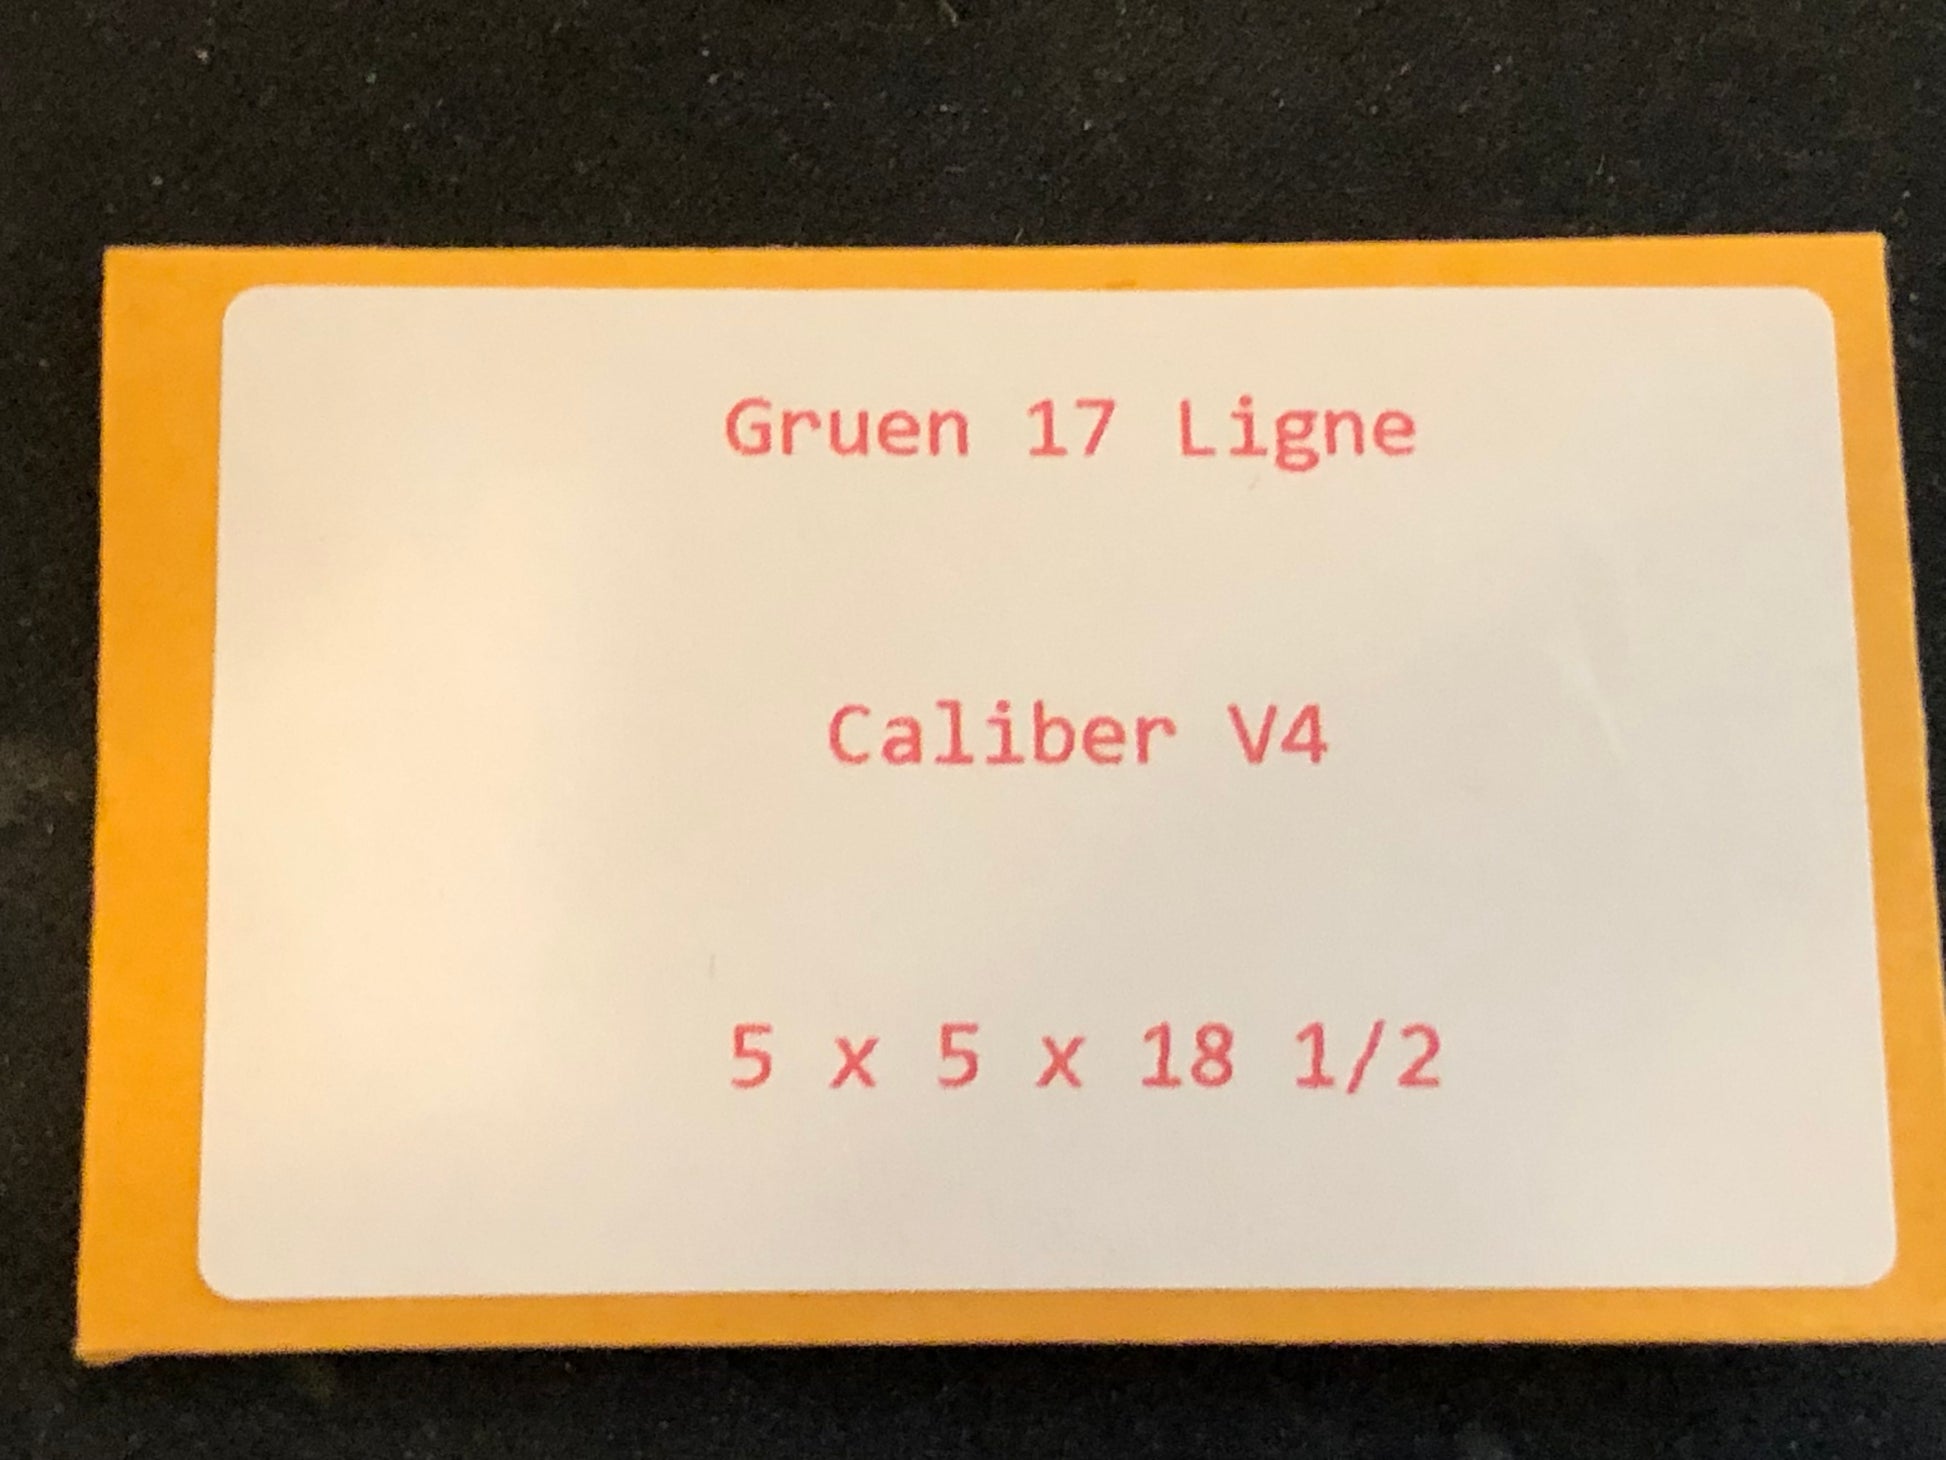 Gruen 17 Ligne
Caliber V4
5 x 5 x 18 1/2